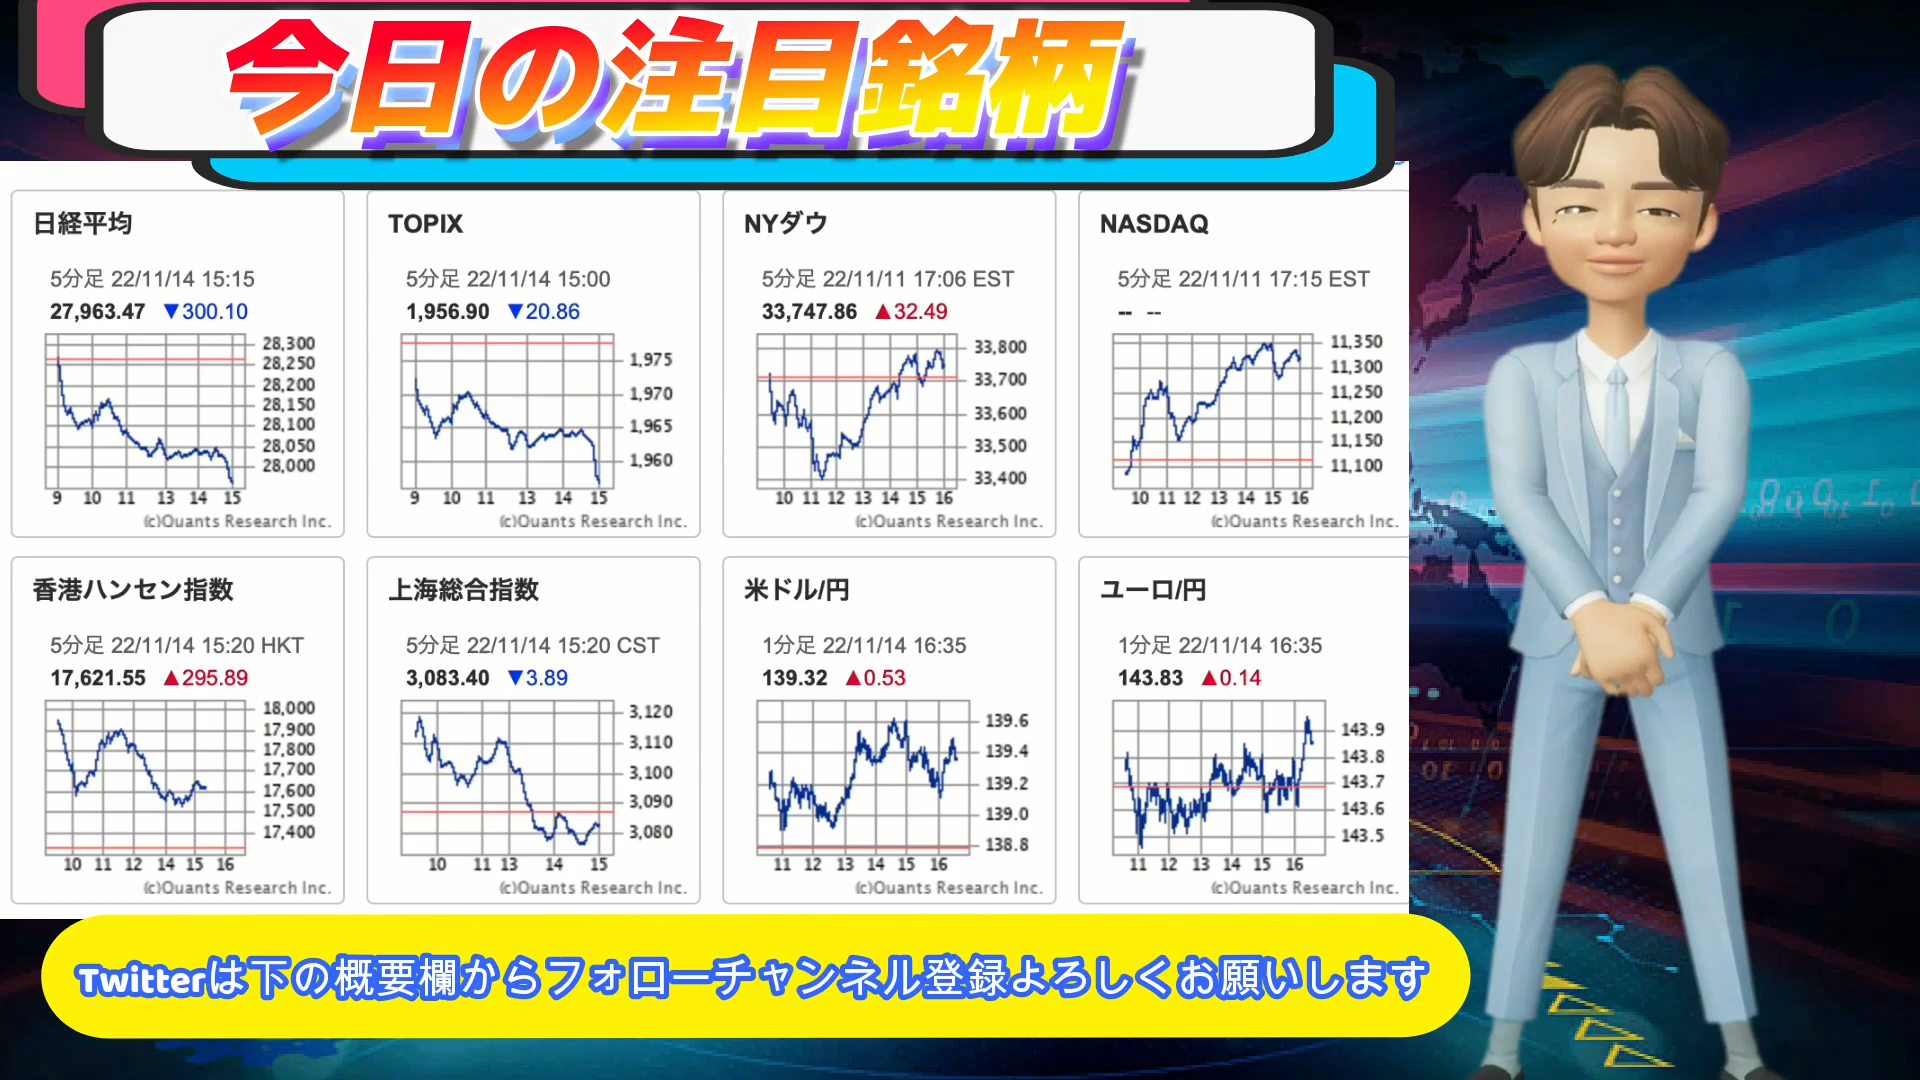 今日の注目銘柄
日経平均
5分足 22/11/14 15:15
27,963.47 ▼300.10
28,300
28,250
28,200
28,150
28,100
28,050
28,000
9 10 11 13 14 15
(c)Quants Research Inc.
TOPIX
5分足 22/11/14 15:00
1,956.90 ▼20.86
1,975
1,970
1,965
1,960
9 10 11 13 14 15
(c)Quants Research Inc.
NYダウ
5分足 22/11/11 17:06 EST
33,747.86 ▲32.49
33,800
33,700
33,600
33,500
33,400
10 11 12 13 14 15 16
(c)Quants Research Inc.
NASDAQ
5分足 22/11/11 17:15 EST
-- --
11,350
11,300
11,250
11,200
11,150
11,100
10 11 12 13 14 15 16
(c)Quants Research Inc.
香港ハンセン指数
5分足 22/11/14 15:20 HKT
17,621.55 ▲295.89
18,000
17,900
17,800
17,700
17,600
17,500
17,400
10 11 12 14 15 16
(c)Quants Research Inc.
上海総合指数
5分足 22/11/14 15:20 CST
3,083.40 ▼3.89
3,120
3,110
3,100
3,090
3,080
10 11 13 14 15
(c)Quants Research Inc.
米ドル/円
1分足 22/11/14 16:35
139.32 ▲0.53
139.6
139.4
139.2
139.0
138.8
11 12 13 14 15 16
(c)Quants Research Inc.
ユーロ/円
1分足 22/11/14 16:35
143.83 ▲0.14
143.9
143.8
143.7
143.6
143.5
11 12 13 14 15 16
(c)Quants Research Inc.
Twitterは下の概要欄からフォローチャンネル登録よろしくお願いします